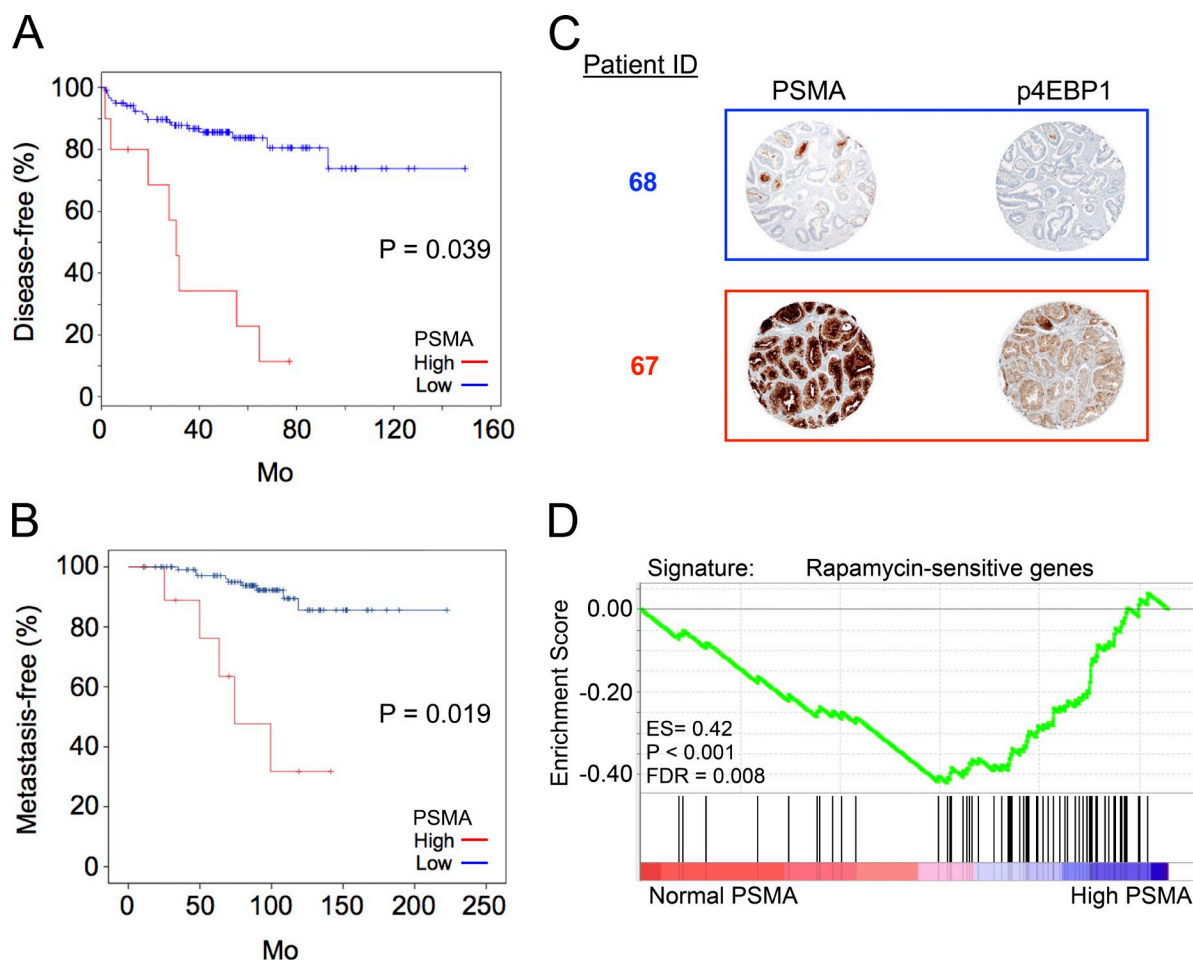 A
Disease-free (%)
100
80
60
40
20
0
P = 0.039
PSMA
High
Low
0 40 80 120 160
Mo
B
Metastasis-free (%)
100
80
60
40
20
0
P = 0.019
PSMA
High
Low
0 50 100 150 200 250
Mo
C
Patient ID
PSMA p4EBP1
68
67
D
Signature: Rapamycin-sensitive genes
Enrichment Score
0.00
-0.20
-0.40
ES= 0.42
P < 0.001
FDR = 0.008
Normal PSMA High PSMA